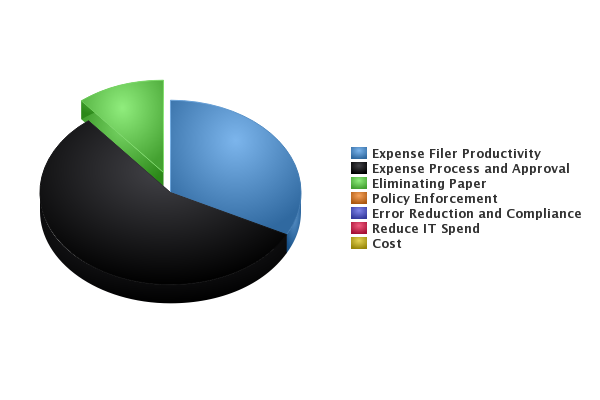 Expense Filer Productivity
Expense Process and Approval
Eliminating Paper
Policy Enforcement
Error Reduction and Compliance
Reduce IT Spend
Cost